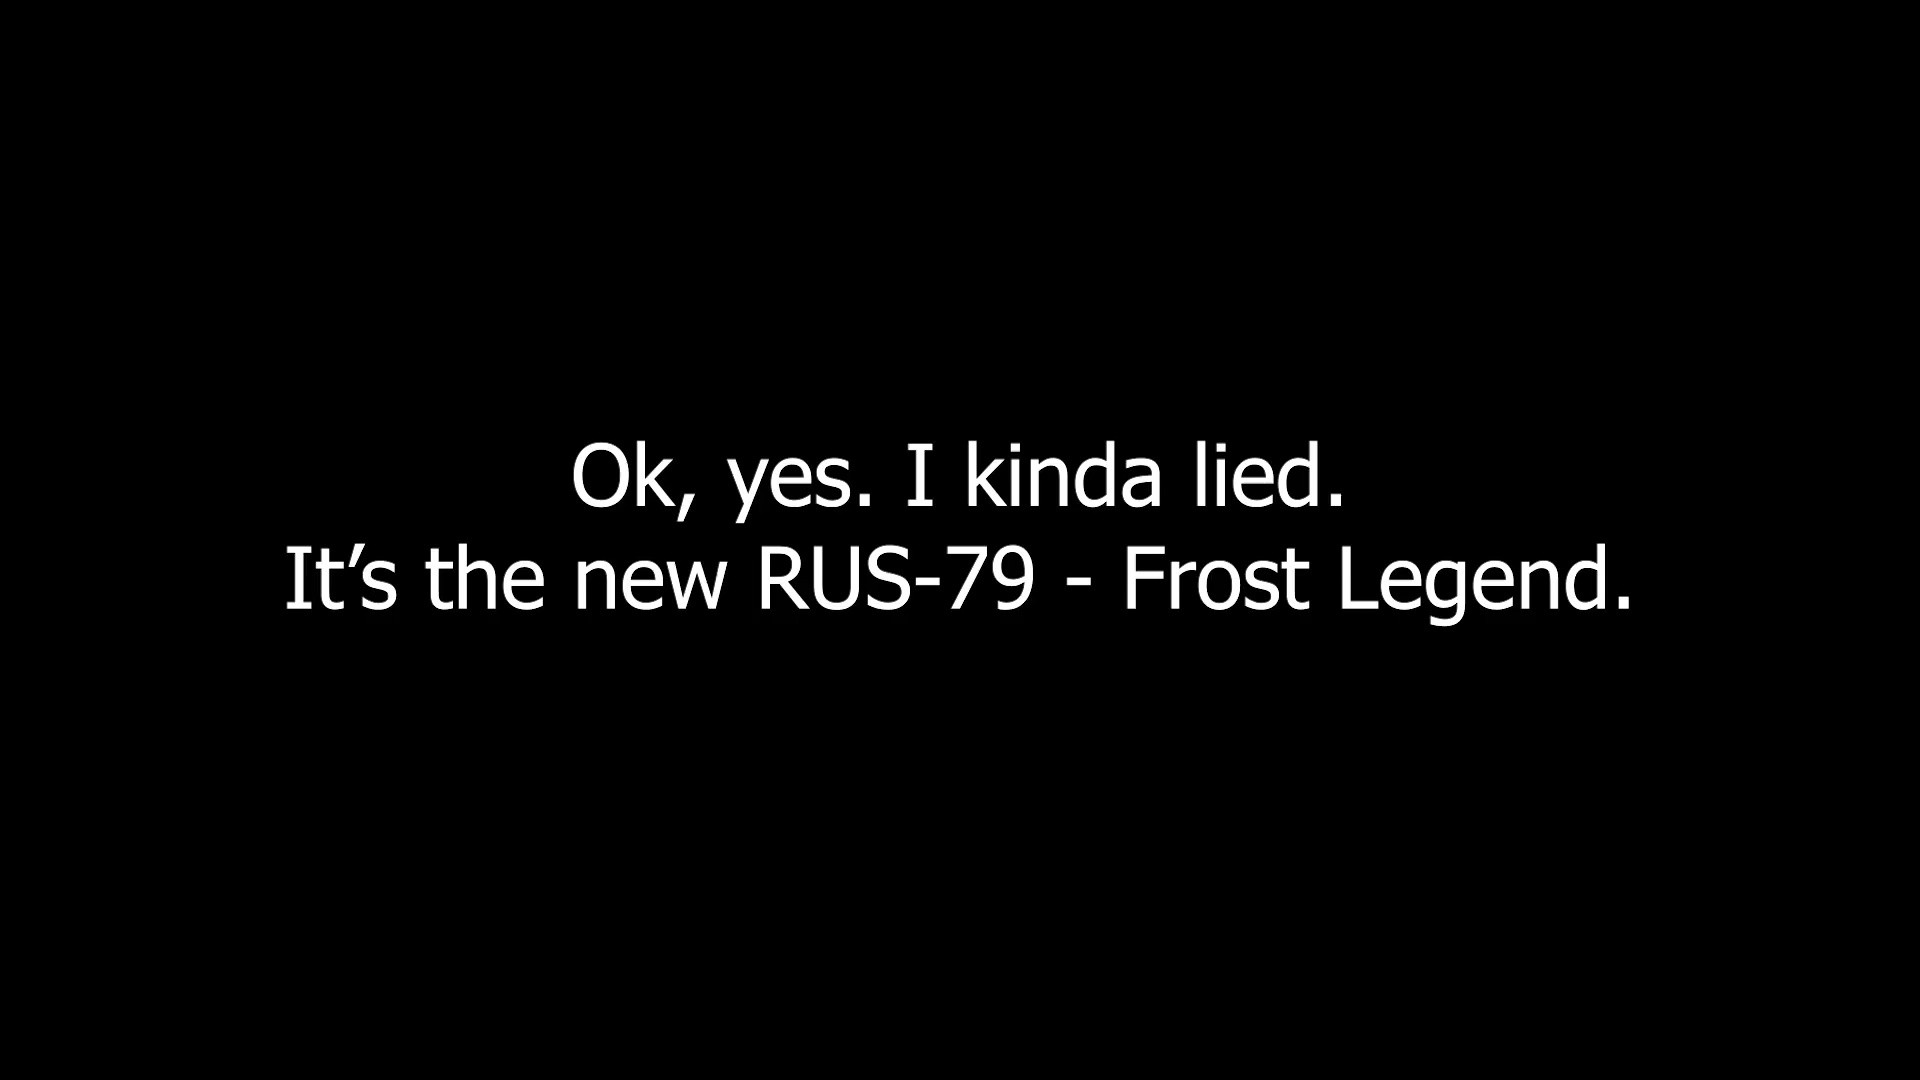 Ok, yes. I kinda lied.
It’s the new RUS-79 - Frost Legend.